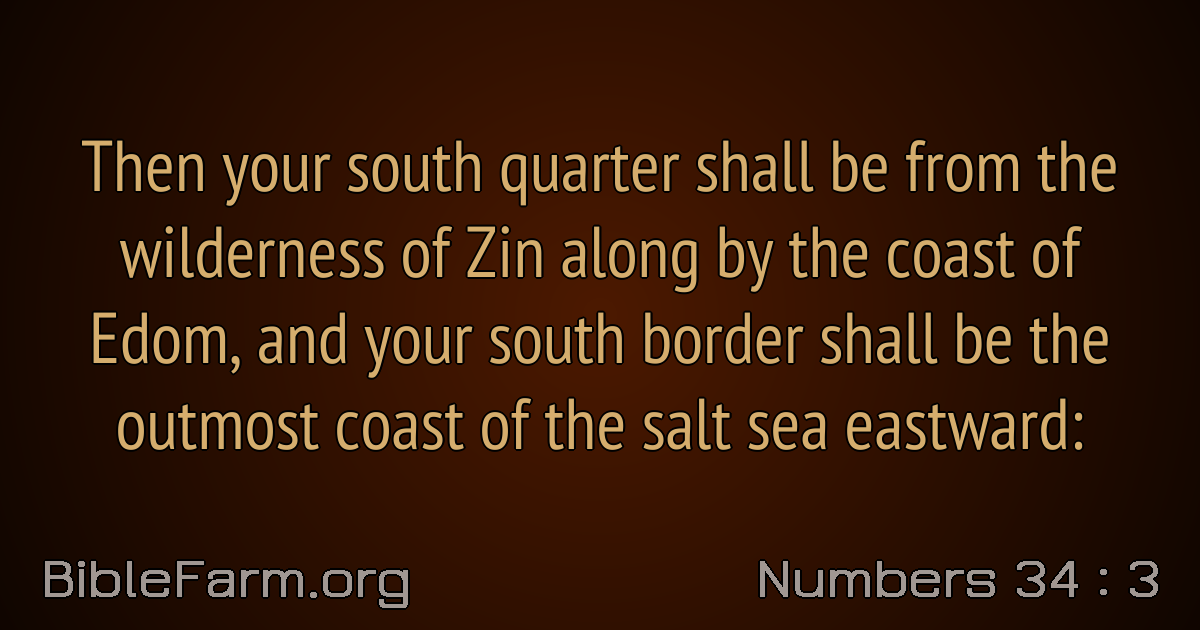 Then your south quarter shall be from the
wilderness of Zin along by the coast of
Edom, and your south border shall be the
outmost coast of the salt sea eastward:
BibleFarm.org
Numbers 34 : 3